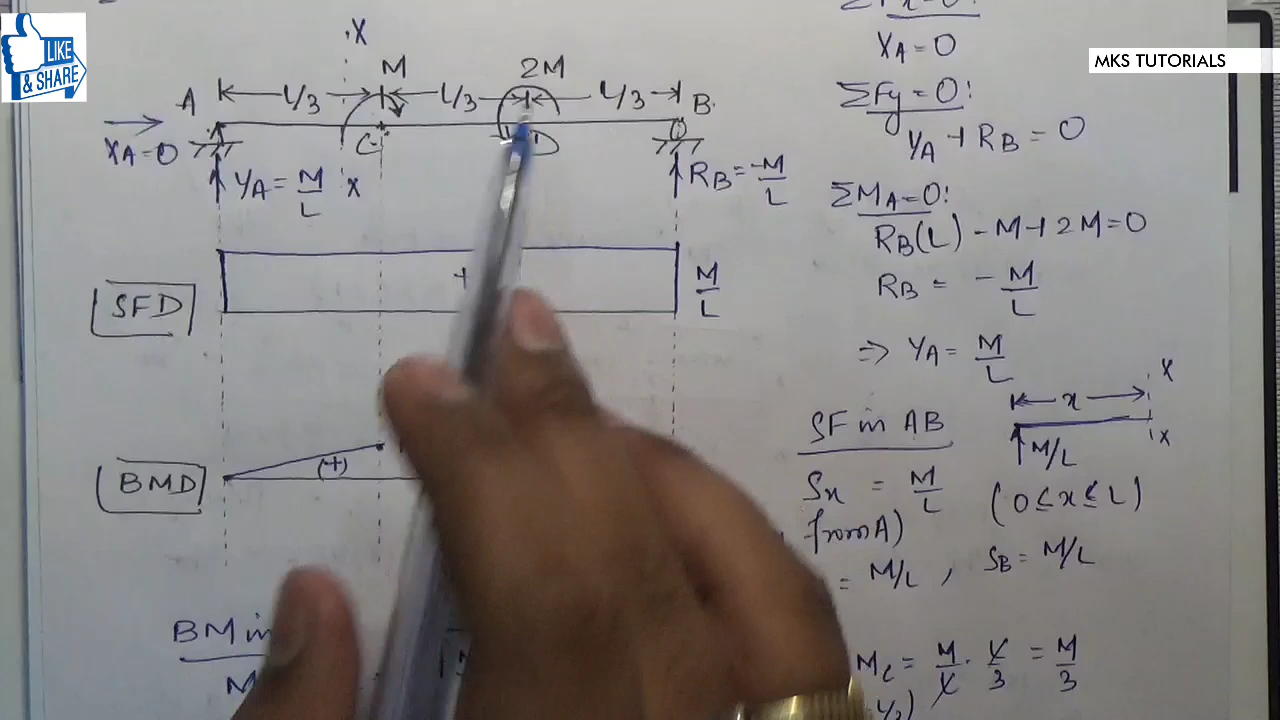 LIKE
& SHARE
MKS TUTORIALS
X
M
2M
A
L/3
L/3
L/3
B
C
D
XA=0
YA = M/L
x
RB = -M/L
SFD
+
M/L
BMD
(+)
BM in
M
XA = 0
ΣFy = 0:
YA + RB = 0
ΣMA = 0:
RB(L) - M + 2M = 0
RB = - M/L
⇒ YA = M/L
x
X
x
M/L
SF in AB
Sx = M/L (0 ≤ x ≤ L)
from A)
= M/L , SB = M/L
MC = M/L . L/3 = M/3
L/3)